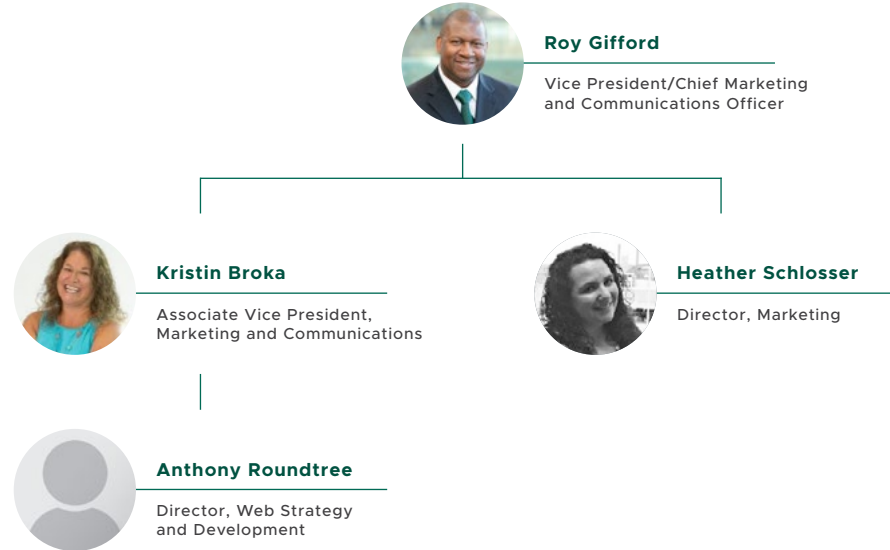 Roy Gifford
Vice President/Chief Marketing
and Communications Officer
Kristin Broka
Associate Vice President,
Marketing and Communications
Heather Schlosser
Director, Marketing
Anthony Roundtree
Director, Web Strategy
and Development